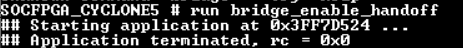 SOCFPGA_CYCLONE5 # run bridge_enable_handoff
## Starting application at 0x3FF7D524 ...
## Application terminated, rc = 0x0